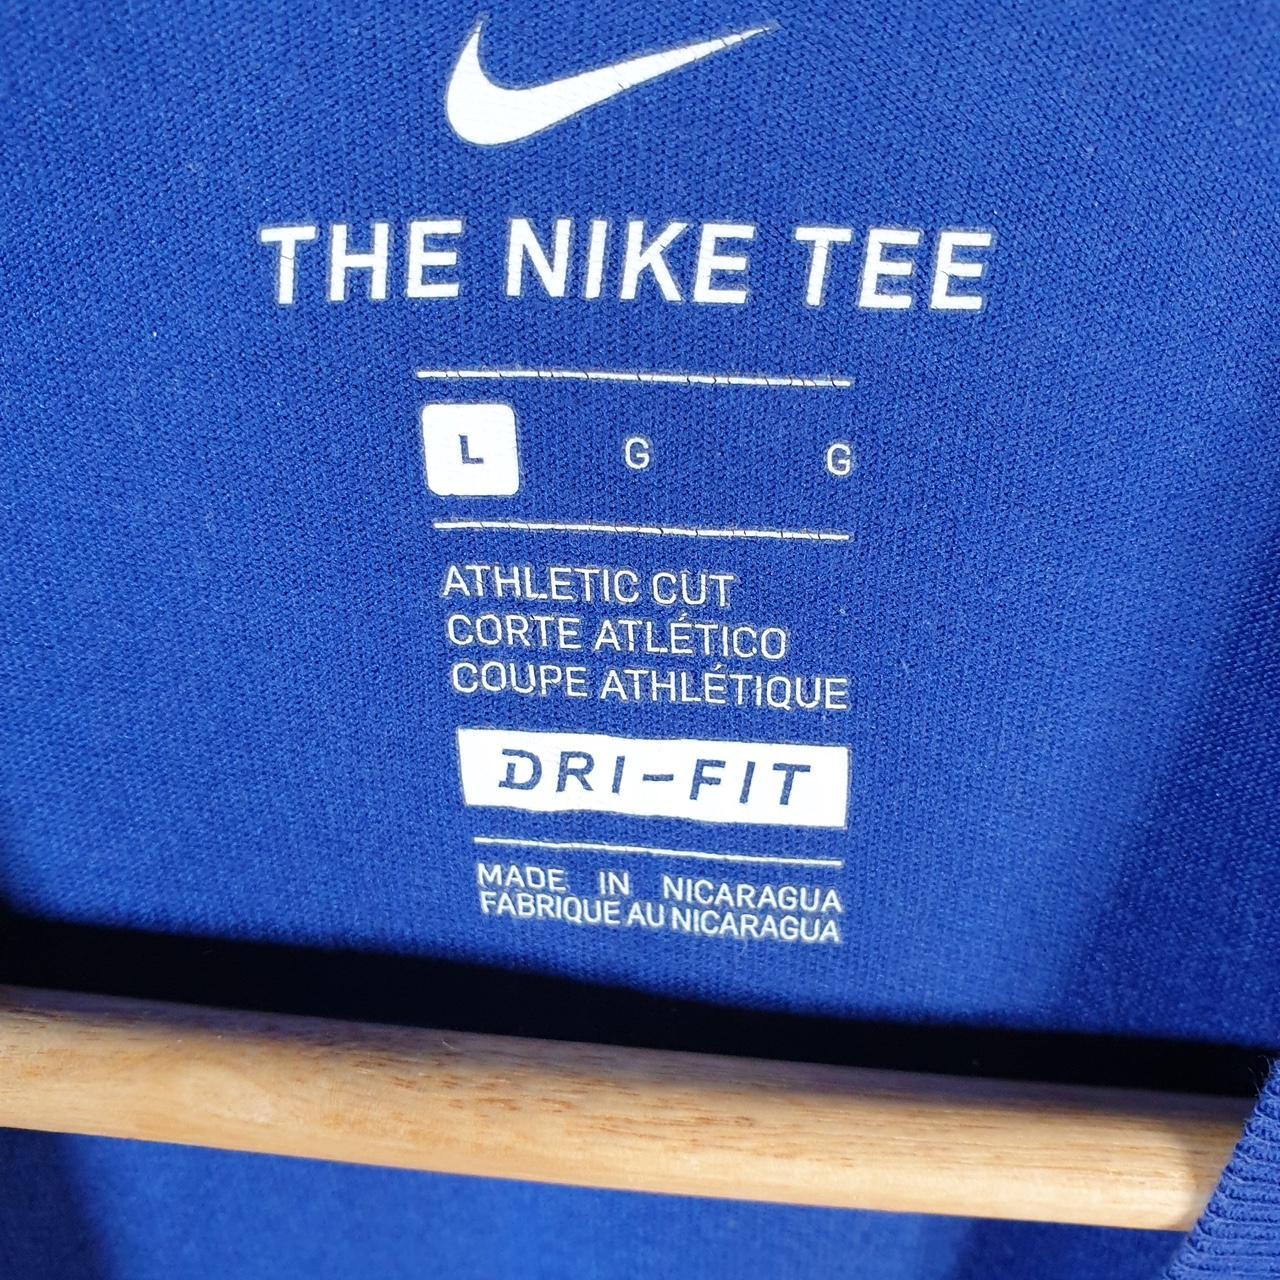 THE NIKE TEE
L G G
ATHLETIC CUT
CORTE ATLÉTICO
COUPE ATHLÉTIQUE
DRI-FIT
MADE IN NICARAGUA
FABRIQUE AU NICARAGUA